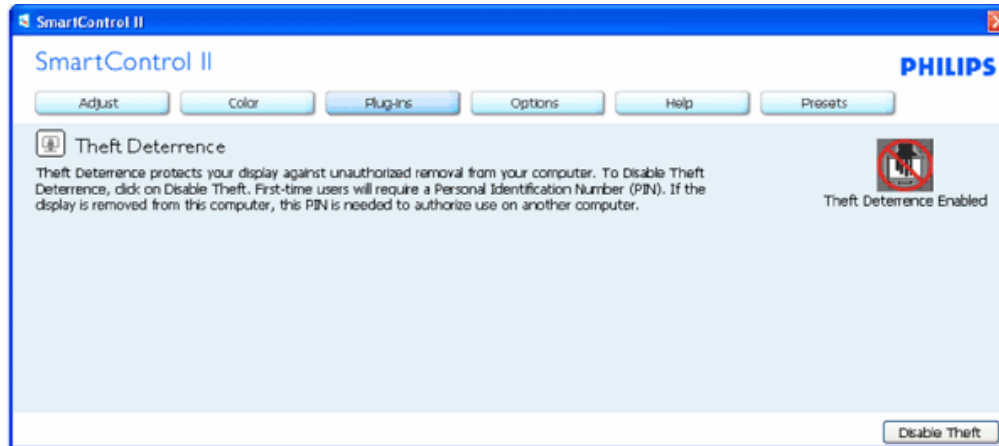 SmartControl II
SmartControl II
PHILIPS
Adjust Color Plug-Ins Options Help Presets
Theft Deterrence
Theft Deterrence protects your display against unauthorized removal from your computer. To Disable Theft
Deterrence, click on Disable Theft. First-time users will require a Personal Identification Number (PIN). If the
display is removed from this computer, this PIN is needed to authorize use on another computer.
Theft Deterrence Enabled
Disable Theft